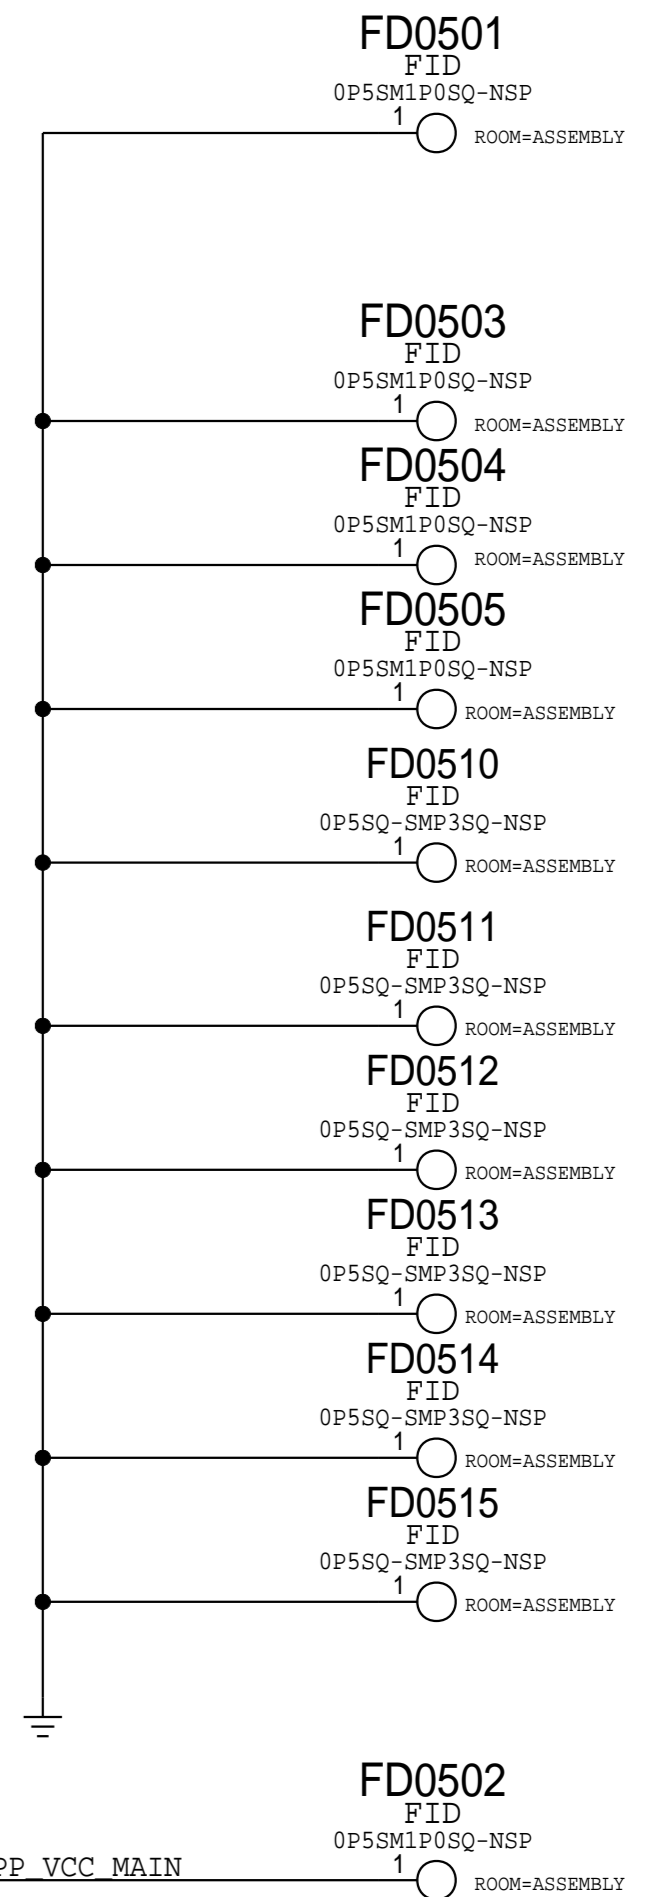 FD0501
FID
0P5SM1P0SQ-NSP
1
ROOM=ASSEMBLY
FD0503
FID
0P5SM1P0SQ-NSP
1
ROOM=ASSEMBLY
FD0504
FID
0P5SM1P0SQ-NSP
1
ROOM=ASSEMBLY
FD0505
FID
0P5SM1P0SQ-NSP
1
ROOM=ASSEMBLY
FD0510
FID
0P5SQ-SMP3SQ-NSP
1
ROOM=ASSEMBLY
FD0511
FID
0P5SQ-SMP3SQ-NSP
1
ROOM=ASSEMBLY
FD0512
FID
0P5SQ-SMP3SQ-NSP
1
ROOM=ASSEMBLY
FD0513
FID
0P5SQ-SMP3SQ-NSP
1
ROOM=ASSEMBLY
FD0514
FID
0P5SQ-SMP3SQ-NSP
1
ROOM=ASSEMBLY
FD0515
FID
0P5SQ-SMP3SQ-NSP
1
ROOM=ASSEMBLY
FD0502
FID
0P5SM1P0SQ-NSP
PP_VCC_MAIN
1
ROOM=ASSEMBLY